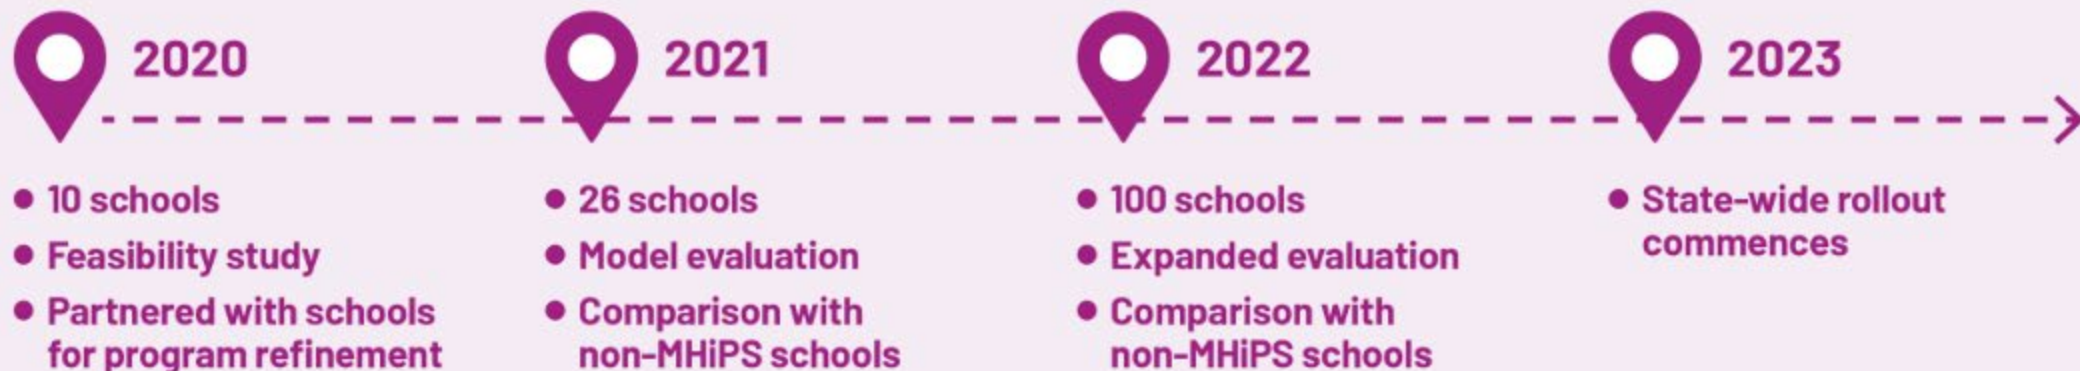 2020
10 schools
Feasibility study
Partnered with schools
for program refinement
2021
26 schools
Model evaluation
Comparison with
non-MHiPS schools
2022
100 schools
Expanded evaluation
Comparison with
non-MHiPS schools
2023
State-wide rollout
commences